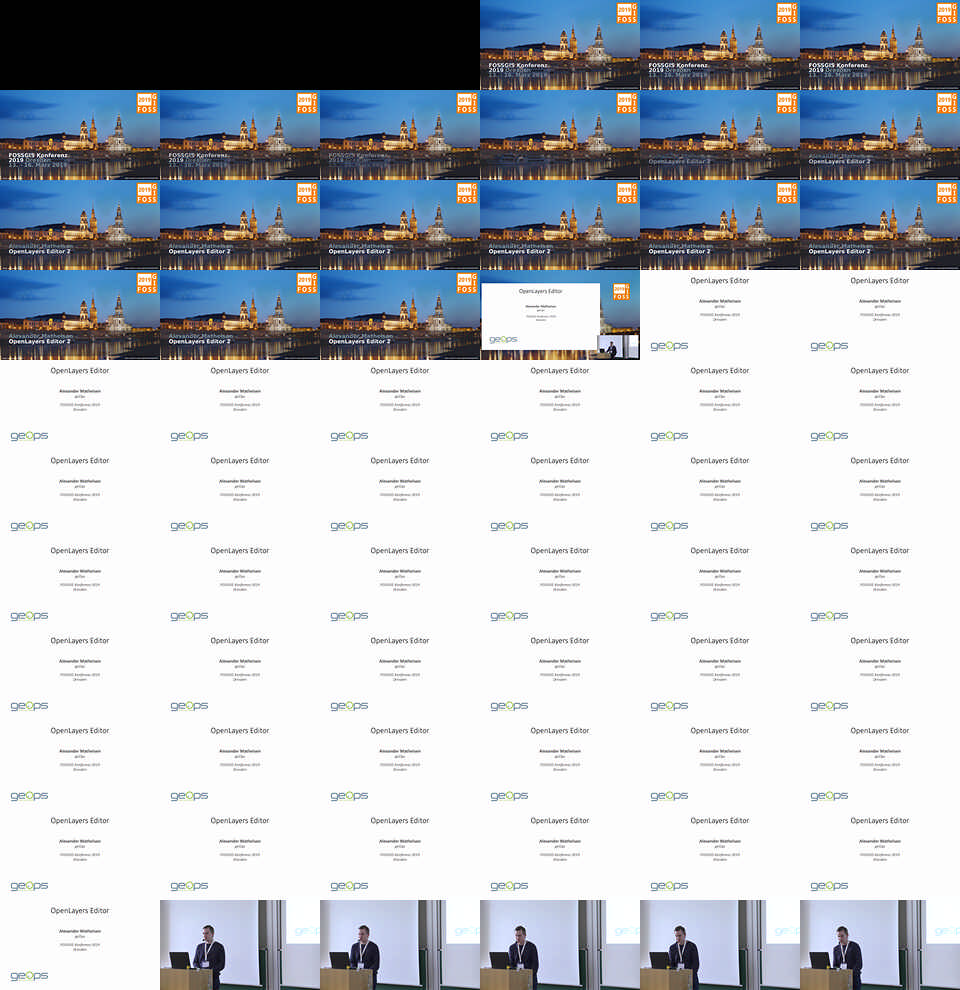 2019
G
I
FOSS
FOSSGIS Konferenz
2019 Dresden
13. - 16. März 2019
Alexander Matheisen
OpenLayers Editor 2
OpenLayers Editor
Alexander Matheisen
geOps
FOSSGIS Konferenz 2019
Dresden
geOps